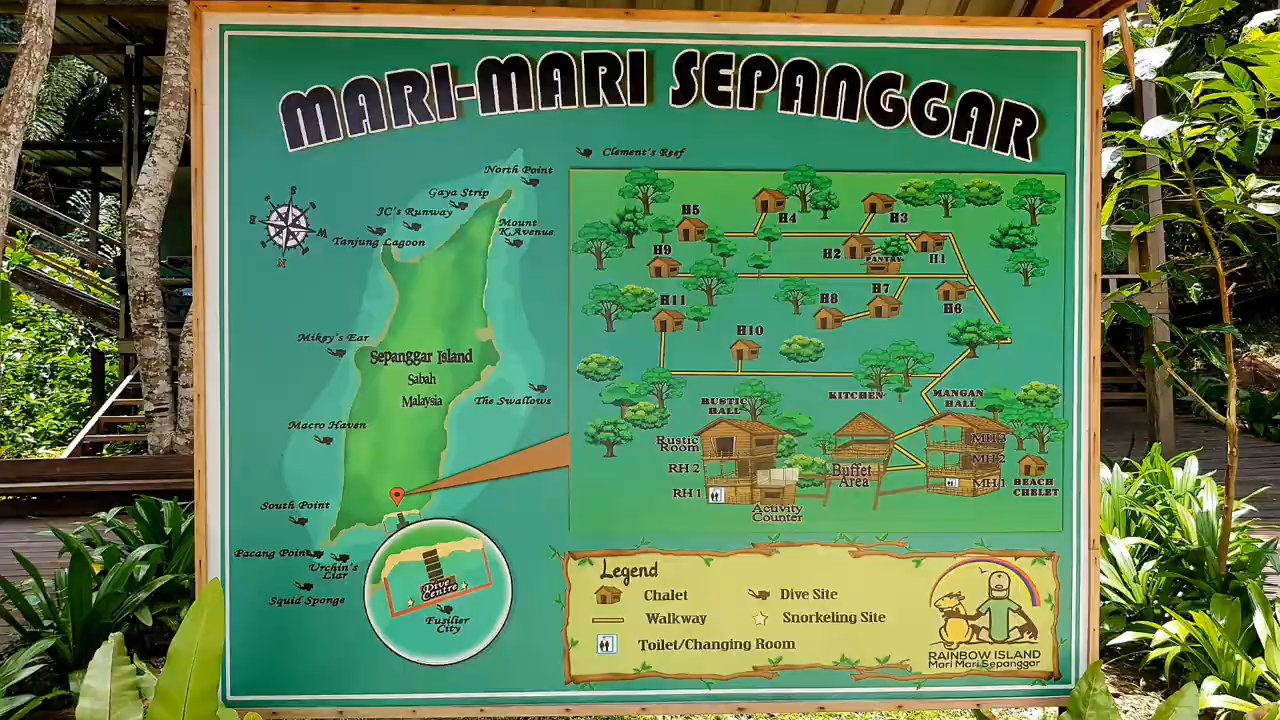 MARI-MARI SEPANGGAR
Clement's Reef
North Point
Gaya Strip
JC's Runway
Mount
K Avenue
Tanjung Lagoon
S
W
Mikey's Ear
Sepanggar Island
Sabah
Malaysia
The Swallows
Macro Haven
South Point
Pacang Point
Urchin's
Liar
Squid Sponge
Dive
Centre
Fusilier
City
H5
H4
H3
H9
H2
PANTRY
H1
H11
H8
H7
H6
H10
RUSTIC
HALL
KITCHEN
MANGAN
HALL
Rustic
Room
RH 2
RH 1
Buffet
Area
Activity
Counter
MH3
MH2
MH1
BEACH
CHELET
Legend
Chalet
Dive Site
Walkway
Snorkeling Site
Toilet/Changing Room
RAINBOW ISLAND
Mari Mari Sepanggar